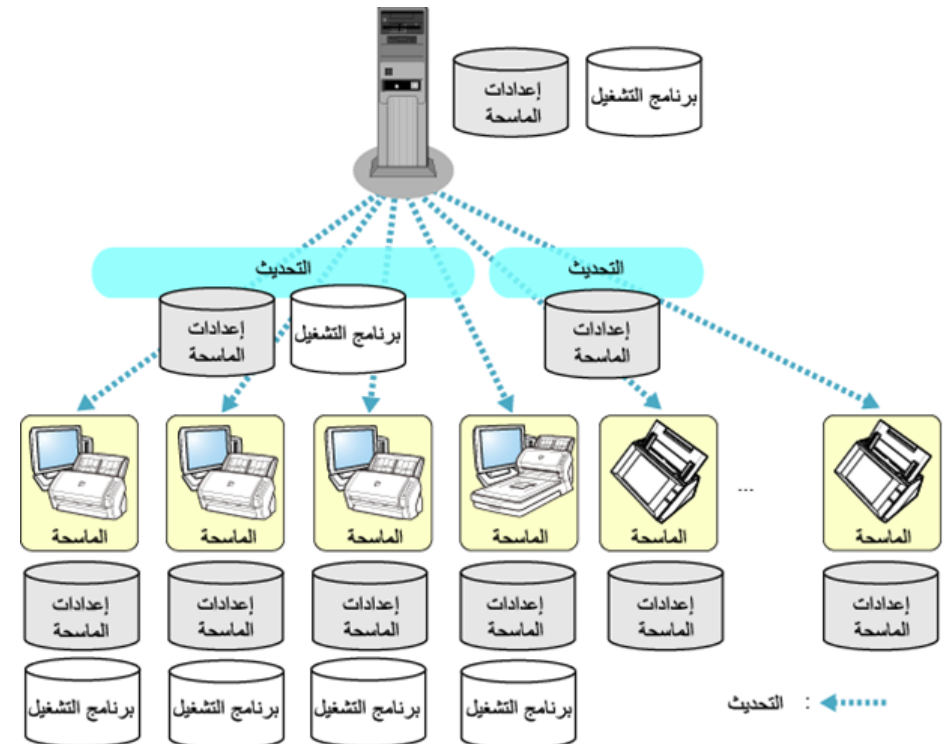 إعدادات
الماسحة
برنامج التشغيل
التحديث
التحديث
إعدادات
الماسحة
برنامج التشغيل
إعدادات
الماسحة
الماسحة
الماسحة
الماسحة
الماسحة
الماسحة
...
الماسحة
إعدادات
الماسحة
إعدادات
الماسحة
إعدادات
الماسحة
إعدادات
الماسحة
إعدادات
الماسحة
إعدادات
الماسحة
برنامج التشغيل
برنامج التشغيل
برنامج التشغيل
برنامج التشغيل
: التحديث